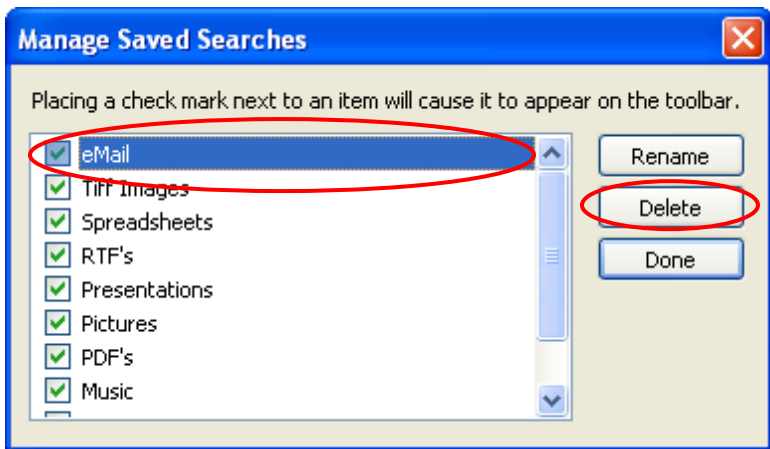 Manage Saved Searches
Placing a check mark next to an item will cause it to appear on the toolbar.
eMail
Tiff Images
Spreadsheets
RTF's
Presentations
Pictures
PDF's
Music
Rename
Delete
Done